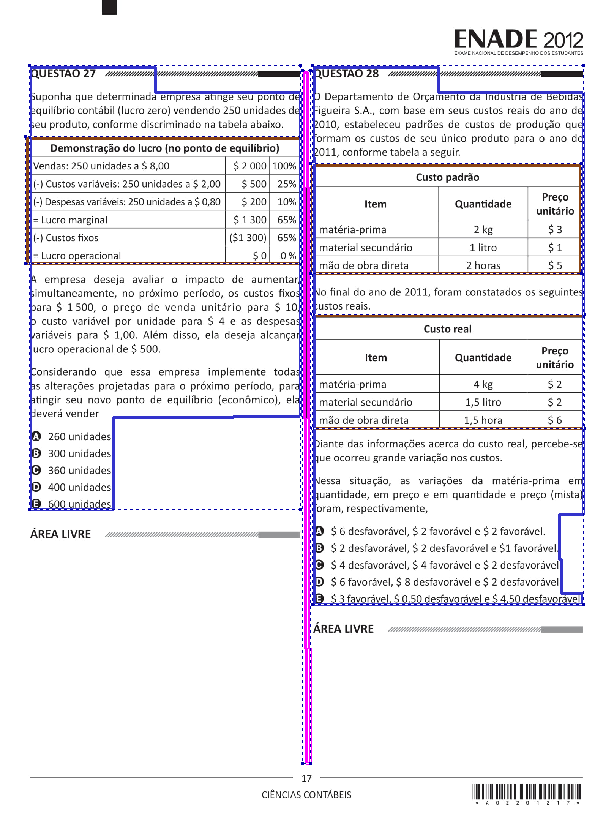 ENADE 2012
EXAME NACIONAL DE DESEMPENHO DOS ESTUDANTES
QUESTÃO 27
Suponha que determinada empresa atinge seu ponto de
equilíbrio contábil (lucro zero) vendendo 250 unidades de
seu produto, conforme discriminado na tabela abaixo.
Demonstração do lucro (no ponto de equilíbrio)
Vendas: 250 unidades a $ 8,00 $ 2 000 100%
(-) Custos variáveis: 250 unidades a $ 2,00 $ 500 25%
(-) Despesas variáveis: 250 unidades a $ 0,80 $ 200 10%
= Lucro marginal $ 1 300 65%
(-) Custos fixos ($1 300) 65%
= Lucro operacional $ 0 0 %
A empresa deseja avaliar o impacto de aumentar,
simultaneamente, no próximo período, os custos fixos
para $ 1 500, o preço de venda unitário para $ 10,
o custo variável por unidade para $ 4 e as despesas
variáveis para $ 1,00. Além disso, ela deseja alcançar
lucro operacional de $ 500.
Considerando que essa empresa implemente todas
as alterações projetadas para o próximo período, para
atingir seu novo ponto de equilíbrio (econômico), ela
deverá vender
A 260 unidades
B 300 unidades
C 360 unidades
D 400 unidades
E 600 unidades
ÁREA LIVRE
QUESTÃO 28
O Departamento de Orçamento da Indústria de Bebidas
Figueira S.A., com base em seus custos reais do ano de
2010, estabeleceu padrões de custos de produção que
formam os custos de seu único produto para o ano de
2011, conforme tabela a seguir.
Custo padrão
Item Quantidade Preço unitário
matéria-prima 2 kg $ 3
material secundário 1 litro $ 1
mão de obra direta 2 horas $ 5
No final do ano de 2011, foram constatados os seguintes
custos reais.
Custo real
Item Quantidade Preço unitário
matéria-prima 4 kg $ 2
material secundário 1,5 litro $ 2
mão de obra direta 1,5 hora $ 6
Diante das informações acerca do custo real, percebe-se
que ocorreu grande variação nos custos.
Nessa situação, as variações da matéria-prima em
quantidade, em preço e em quantidade e preço (mista)
foram, respectivamente,
A $ 6 desfavorável, $ 2 favorável e $ 2 favorável.
B $ 2 desfavorável, $ 2 desfavorável e $1 favorável.
C $ 4 desfavorável, $ 4 favorável e $ 2 desfavorável
D $ 6 favorável, $ 8 desfavorável e $ 2 desfavorável
E $ 3 favorável, $ 0,50 desfavorável e $ 4,50 desfavorável.
ÁREA LIVRE
17
CIÊNCIAS CONTÁBEIS
*A0220121217*